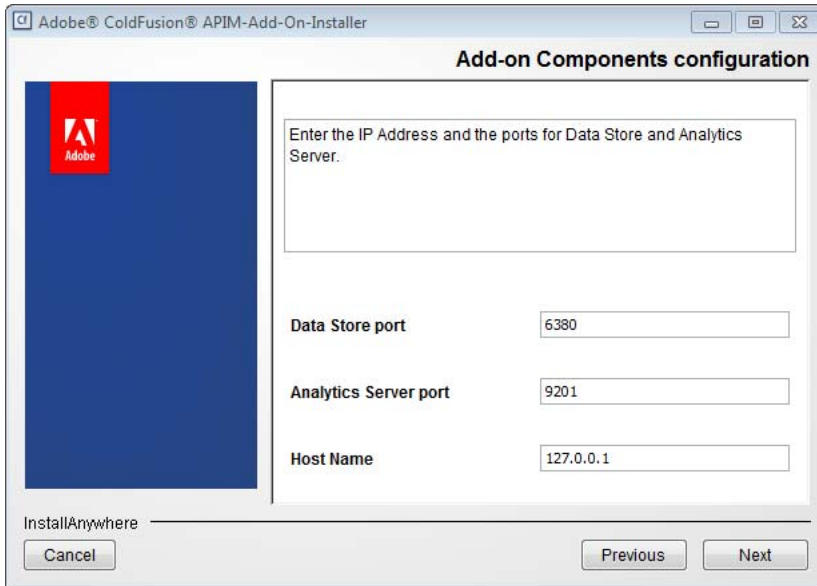 Cf Adobe® ColdFusion® APIM-Add-On-Installer
Add-on Components configuration
Adobe
Enter the IP Address and the ports for Data Store and Analytics
Server.
Data Store port 6380
Analytics Server port 9201
Host Name 127.0.0.1
InstallAnywhere
Cancel Previous Next